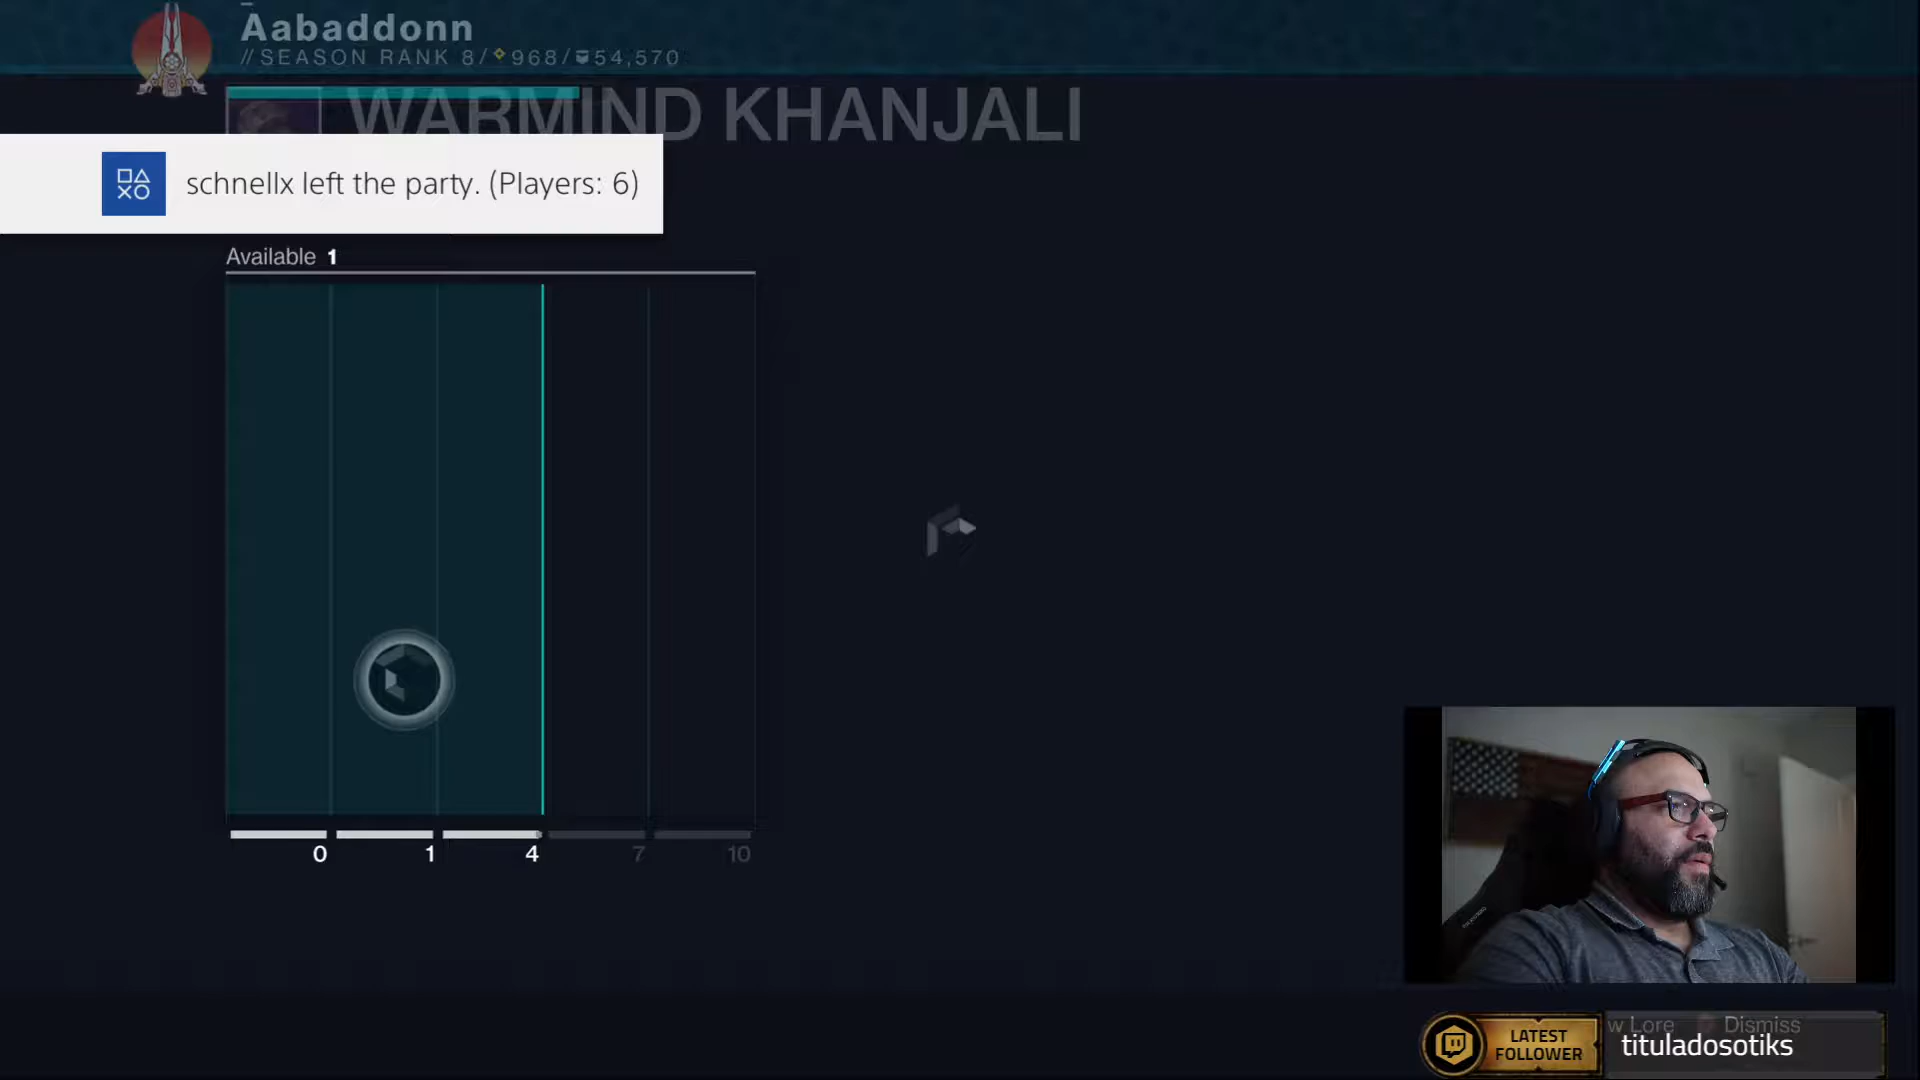 Āabaddonn
//SEASON RANK 8/968/54,570
WARMIND KHANJALI
schnellx left the party. (Players: 6)
Available 1
0 1 4 7 10
w Lore Dismiss
LATEST
FOLLOWER
tituladosotiks